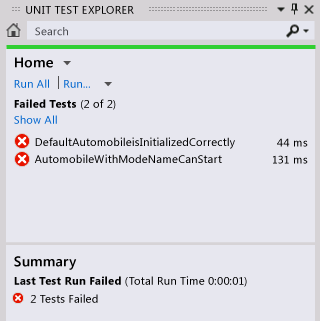 UNIT TEST EXPLORER
Search
Home
Run All Run...
Failed Tests (2 of 2)
Show All
DefaultAutomobileisInitializedCorrectly 44 ms
AutomobileWithModeNameCanStart 131 ms
Summary
Last Test Run Failed (Total Run Time 0:00:01)
2 Tests Failed